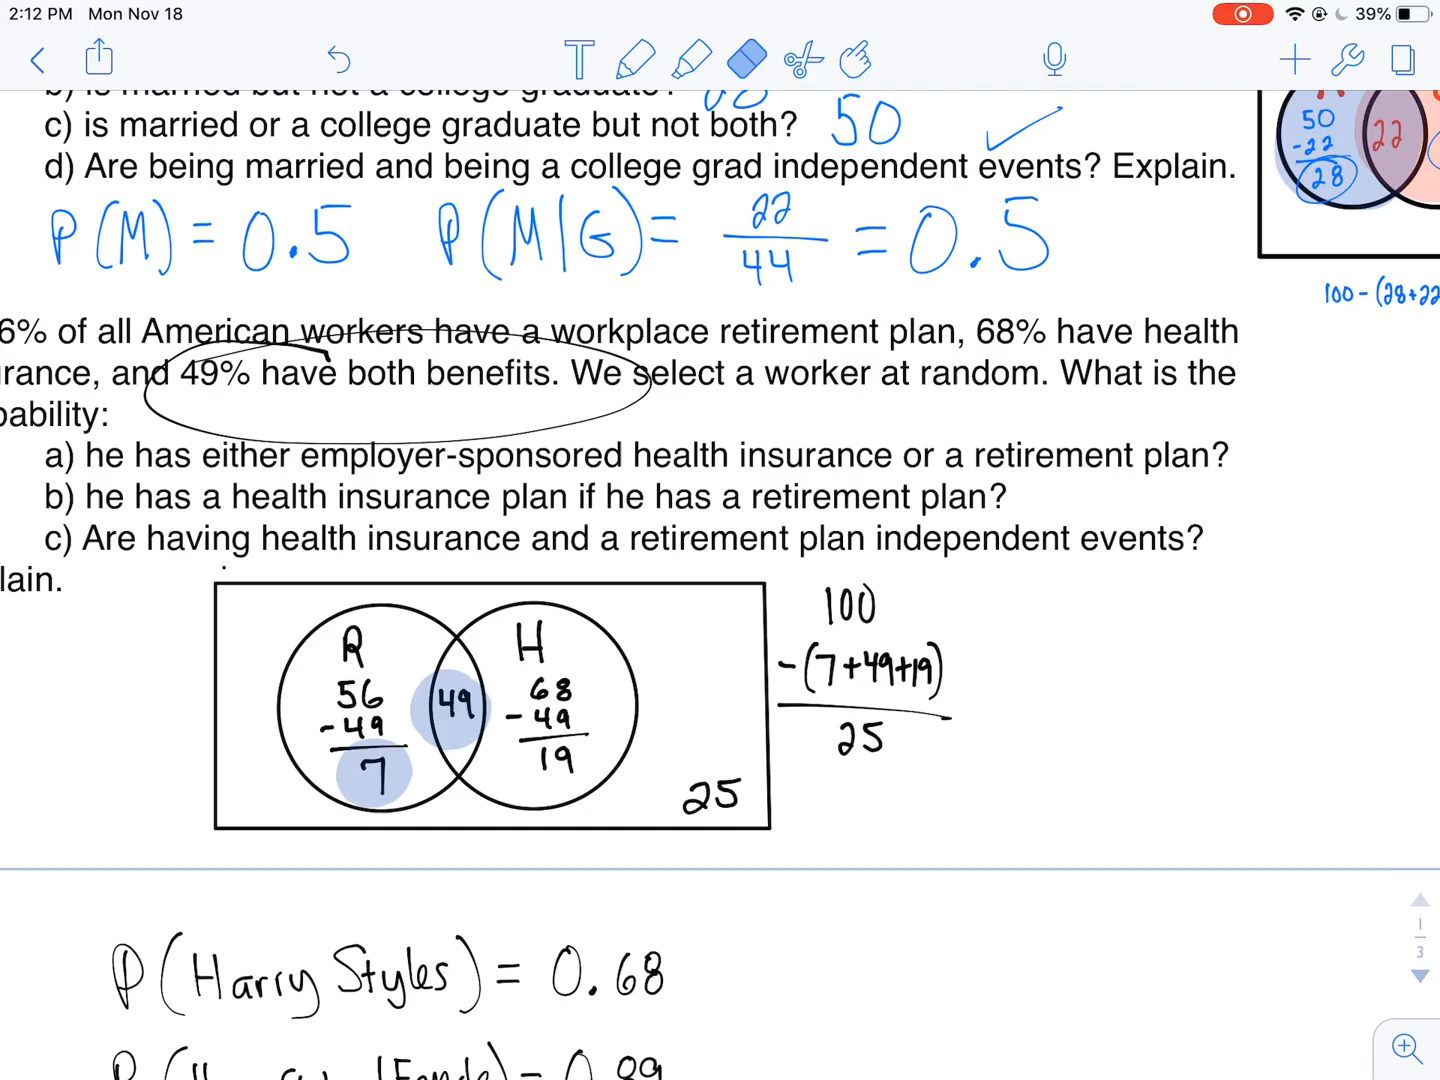 2:12 PM Mon Nov 18
39%
c) is married or a college graduate but not both? 50
d) Are being married and being a college grad independent events? Explain.
P(M) = 0.5 P(M|G) = 22/44 = 0.5
50
-22
28
22
100-(28+22
6% of all American workers have a workplace retirement plan, 68% have health
urance, and 49% have both benefits. We select a worker at random. What is the
bability:
a) he has either employer-sponsored health insurance or a retirement plan?
b) he has a health insurance plan if he has a retirement plan?
c) Are having health insurance and a retirement plan independent events?
lain.
R
56
-49
7
49
H
68
-49
19
25
100
-(7+49+19)
25
P(Harry Styles) = 0.68
1
3